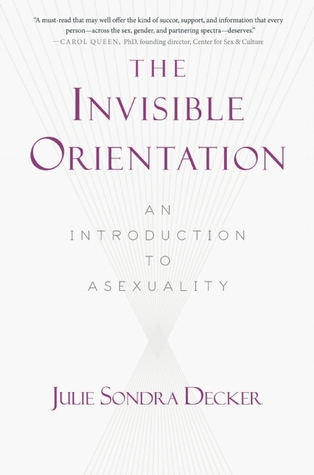 "A must-read that may well offer the kind of succor, support, and information that every
person—across the sex, gender, and partnering spectra—deserves."
—CAROL QUEEN, PhD, founding director, Center for Sex & Culture
THE
INVISIBLE
ORIENTATION
AN
INTRODUCTION
TO
ASEXUALITY
JULIE SONDRA DECKER